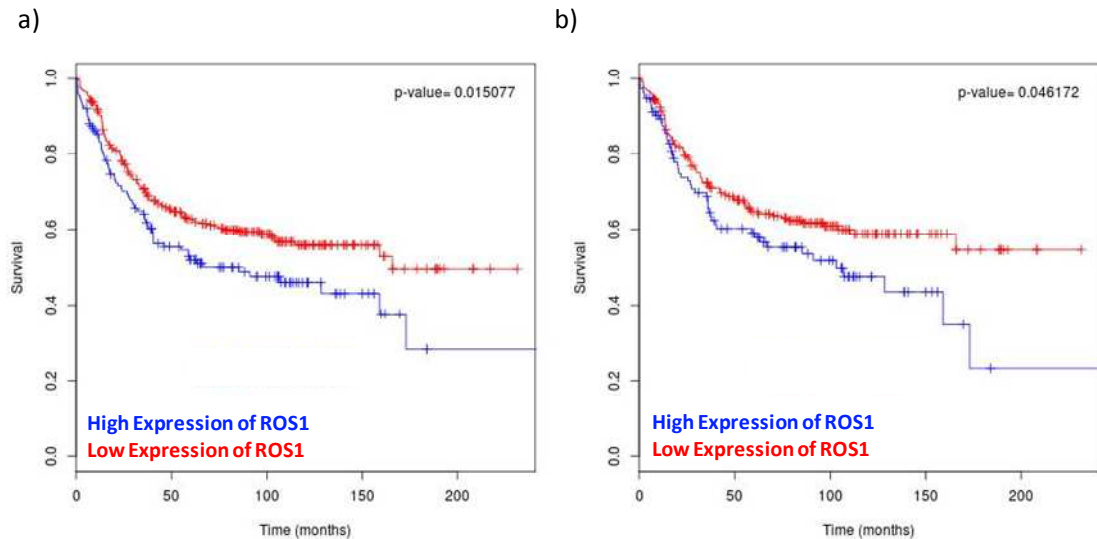 a)
b)
p-value= 0.015077
1.0
0.8
0.6
0.4
0.2
0.0
Survival
High Expression of ROS1
Low Expression of ROS1
0
50
100
150
200
Time (months)
p-value= 0.046172
1.0
0.8
0.6
0.4
0.2
0.0
Survival
High Expression of ROS1
Low Expression of ROS1
0
50
100
150
200
Time (months)